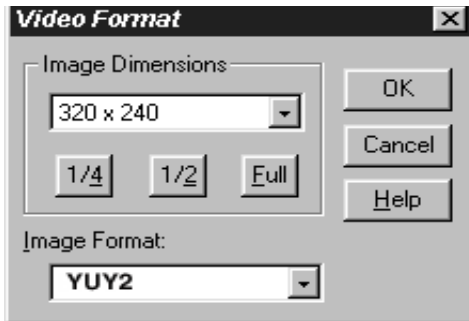 Video Format
Image Dimensions
320 x 240
1/4 1/2 Full
OK
Cancel
Help
Image Format:
YUY2